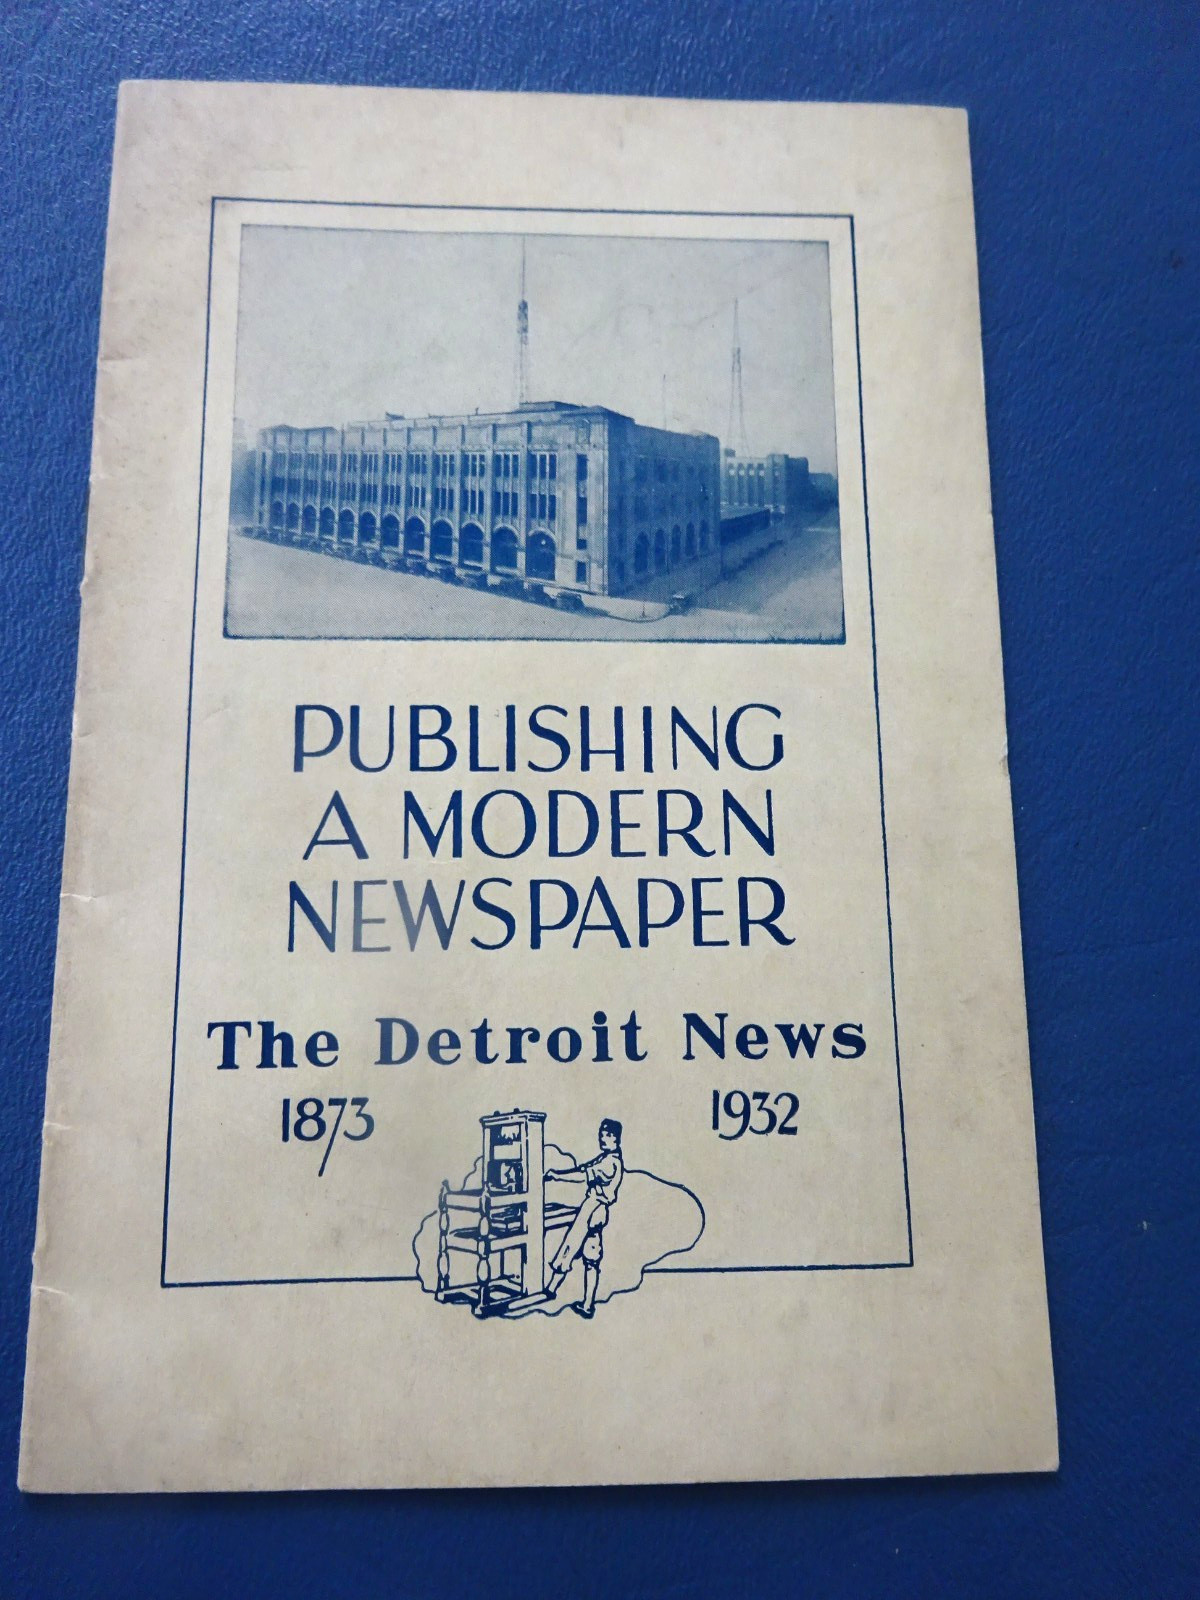 PUBLISHING
A MODERN
NEWSPAPER
The Detroit News
1873 1932